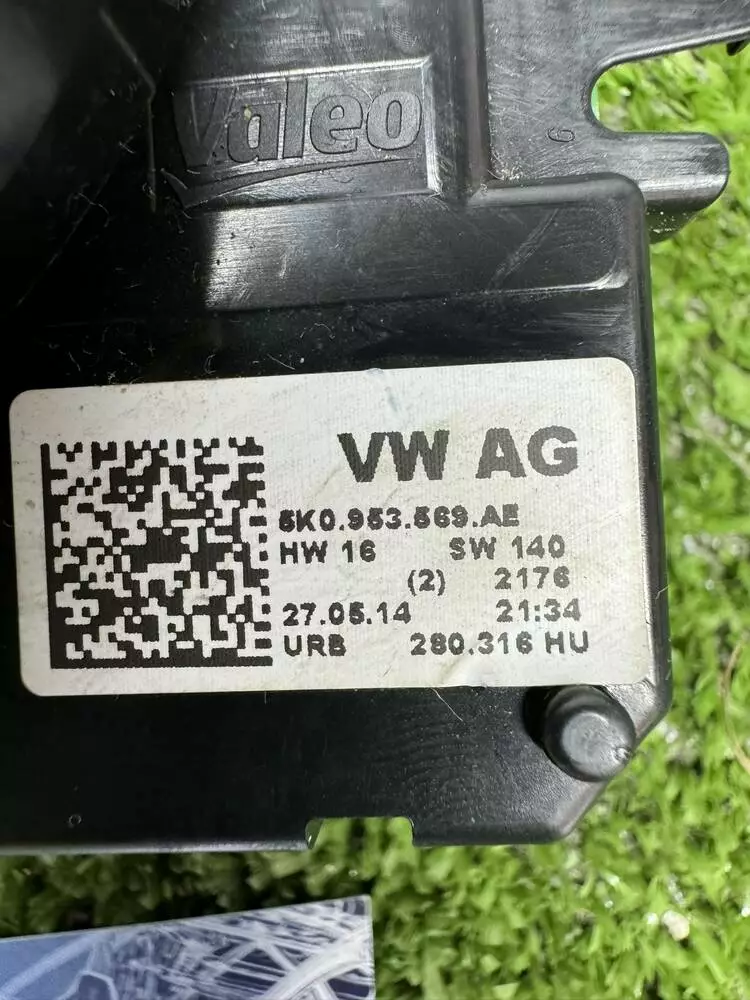 Valeo
VW AG
5K0.953.569.AE
HW 16 SW 140
(2) 2176
27.05.14 21:34
URB 280.316 HU